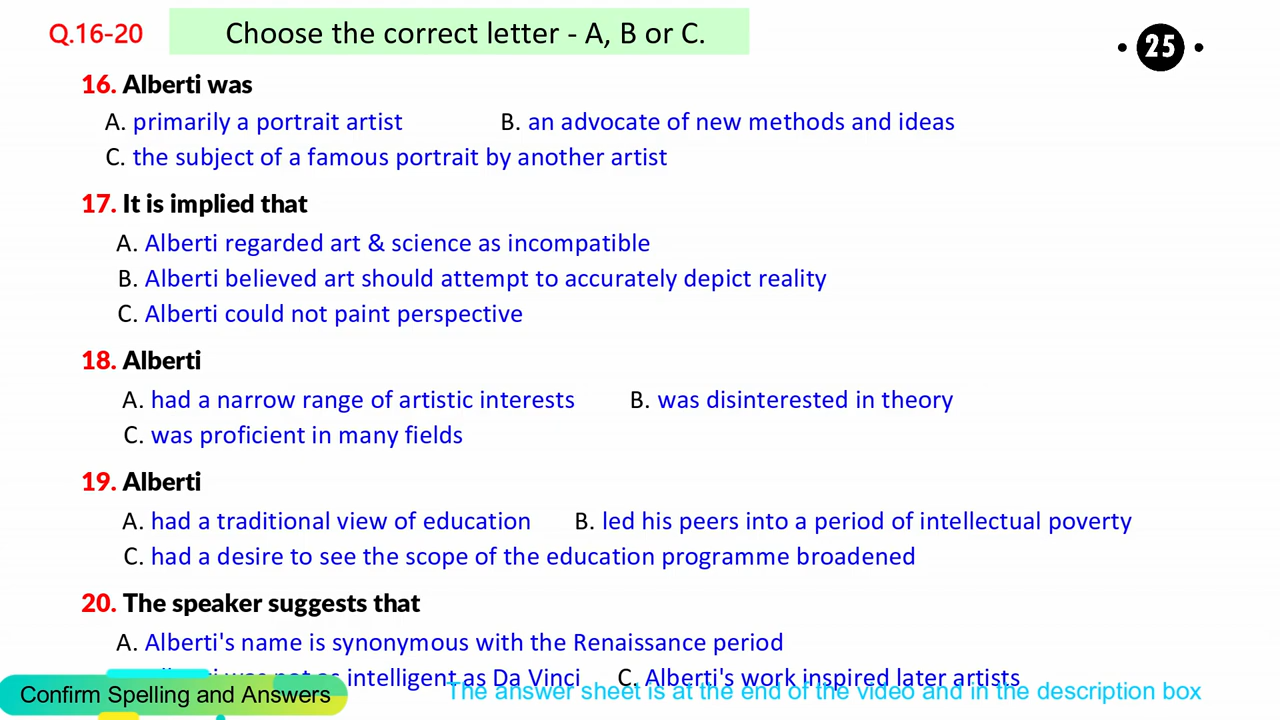 Q.16-20 Choose the correct letter - A, B or C.
25
16. Alberti was
A. primarily a portrait artist B. an advocate of new methods and ideas
C. the subject of a famous portrait by another artist
17. It is implied that
A. Alberti regarded art & science as incompatible
B. Alberti believed art should attempt to accurately depict reality
C. Alberti could not paint perspective
18. Alberti
A. had a narrow range of artistic interests B. was disinterested in theory
C. was proficient in many fields
19. Alberti
A. had a traditional view of education B. led his peers into a period of intellectual poverty
C. had a desire to see the scope of the education programme broadened
20. The speaker suggests that
A. Alberti's name is synonymous with the Renaissance period
was not as intelligent as Da Vinci C. Alberti's work inspired later artists
Confirm Spelling and Answers
The answer sheet is at the end of the video and in the description box